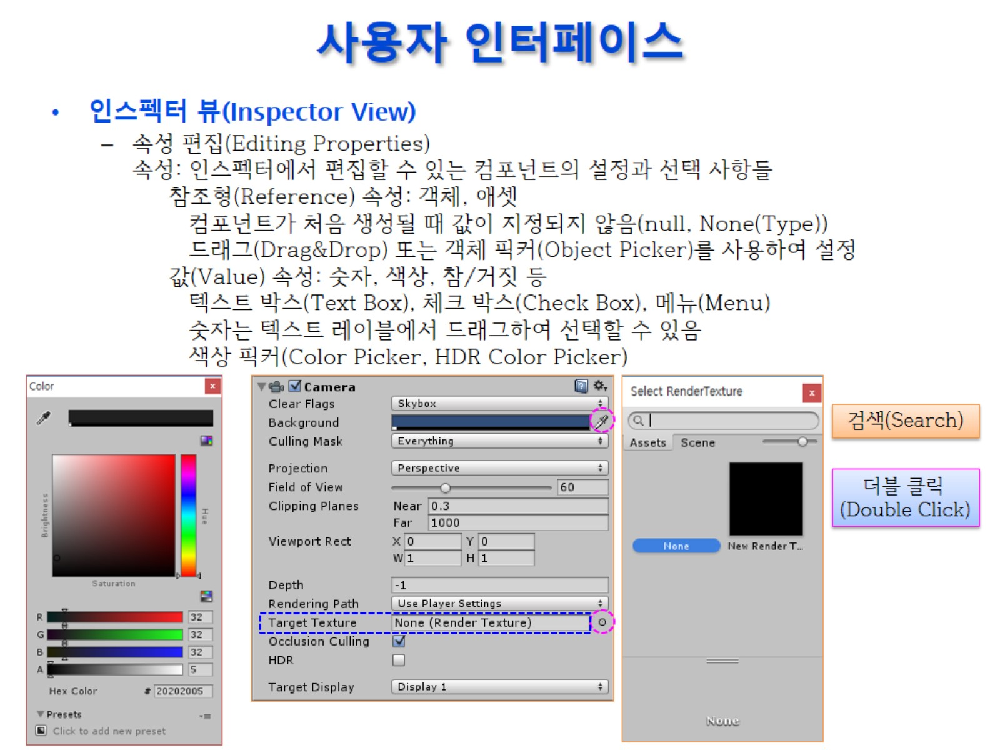 사용자 인터페이스
• 인스펙터 뷰(Inspector View)
– 속성 편집(Editing Properties)
속성: 인스펙터에서 편집할 수 있는 컴포넌트의 설정과 선택 사항들
참조형(Reference) 속성: 객체, 애셋
컴포넌트가 처음 생성될 때 값이 지정되지 않음(null, None(Type))
드래그(Drag&Drop) 또는 객체 픽커(Object Picker)를 사용하여 설정
값(Value) 속성: 숫자, 색상, 참/거짓 등
텍스트 박스(Text Box), 체크 박스(Check Box), 메뉴(Menu)
숫자는 텍스트 레이블에서 드래그하여 선택할 수 있음
색상 픽커(Color Picker, HDR Color Picker)
Color
x
Brightness
Hue
Saturation
R 32
G 32
B 32
A 5
Hex Color # 20202005
Presets
Click to add new preset
Camera
Clear Flags Skybox
Background
Culling Mask Everything
Projection Perspective
Field of View 60
Clipping Planes Near 0.3
Far 1000
Viewport Rect X 0 Y 0
W 1 H 1
Depth -1
Rendering Path Use Player Settings
Target Texture None (Render Texture)
Occlusion Culling
HDR
Target Display Display 1
Select RenderTexture
x
Assets Scene
None New Render T...
None
검색(Search)
더블 클릭
(Double Click)